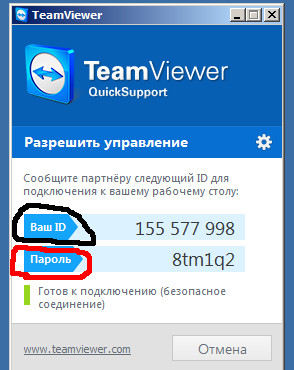 TeamViewer
TeamViewer
QuickSupport
Разрешить управление
Сообщите партнёру следующий ID для
подключения к вашему рабочему столу:
Ваш ID 155 577 998
Пароль 8tm1q2
Готов к подключению (безопасное
соединение)
www.teamviewer.com Отмена